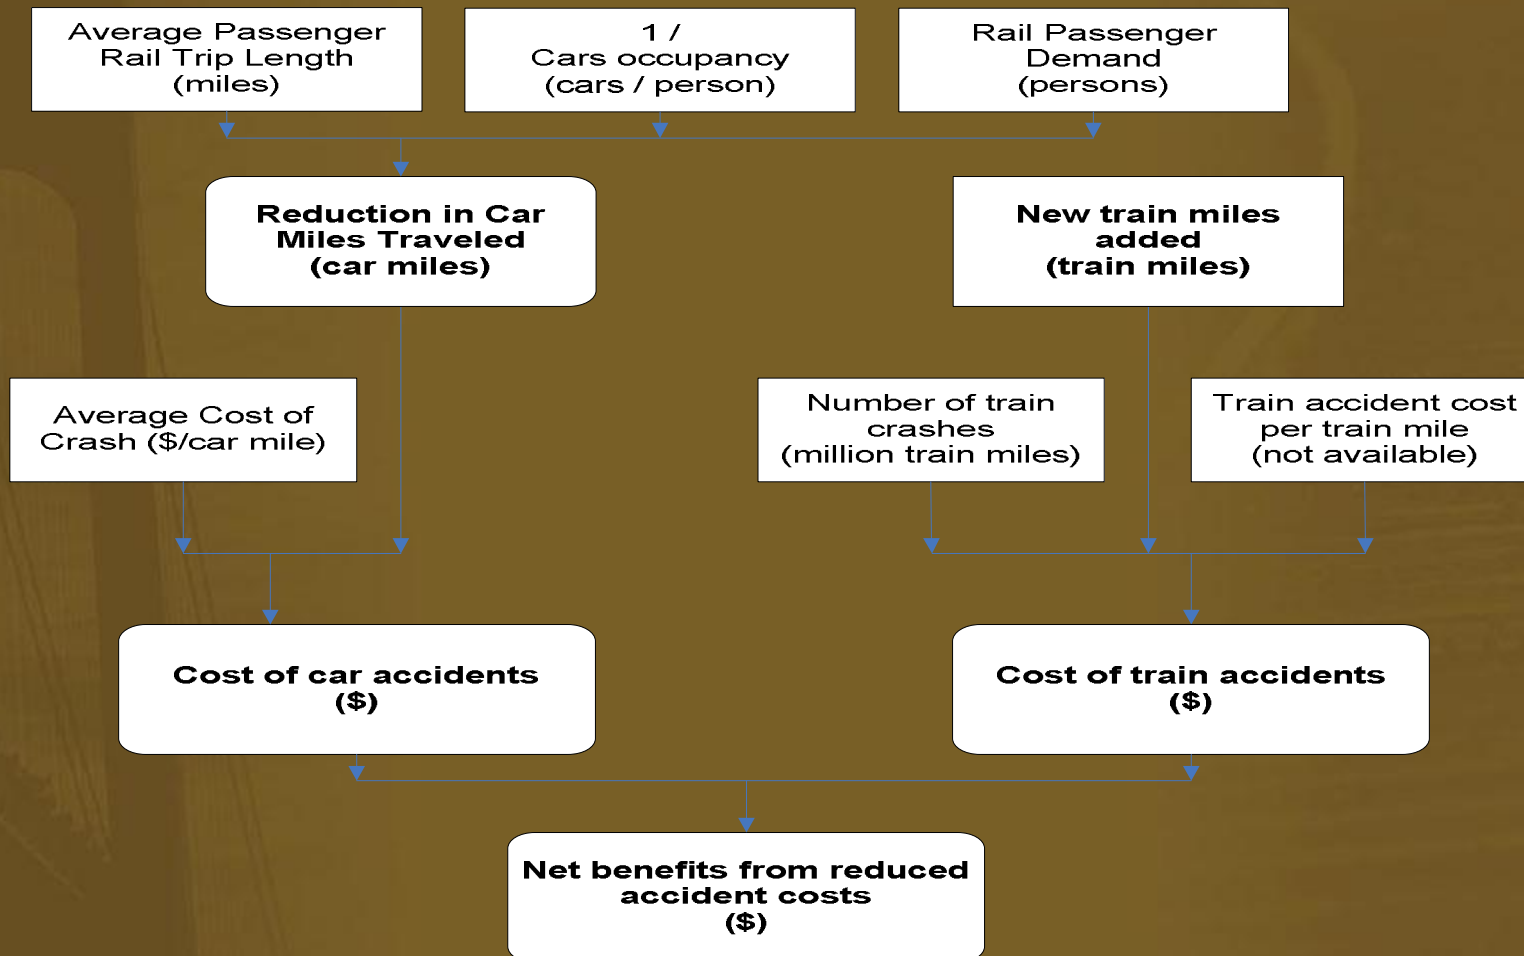 Average Passenger
Rail Trip Length
(miles)
1 /
Cars occupancy
(cars / person)
Rail Passenger
Demand
(persons)
Reduction in Car
Miles Traveled
(car miles)
New train miles
added
(train miles)
Average Cost of
Crash ($/car mile)
Number of train
crashes
(million train miles)
Train accident cost
per train mile
(not available)
Cost of car accidents
($)
Cost of train accidents
($)
Net benefits from reduced
accident costs
($)